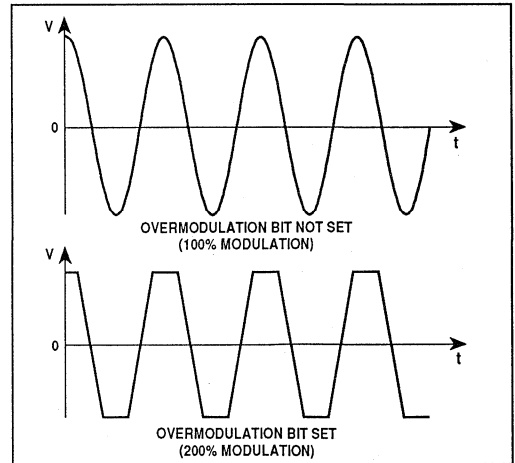 V
0
t
OVERMODULATION BIT NOT SET
(100% MODULATION)
V
0
t
OVERMODULATION BIT SET
(200% MODULATION)